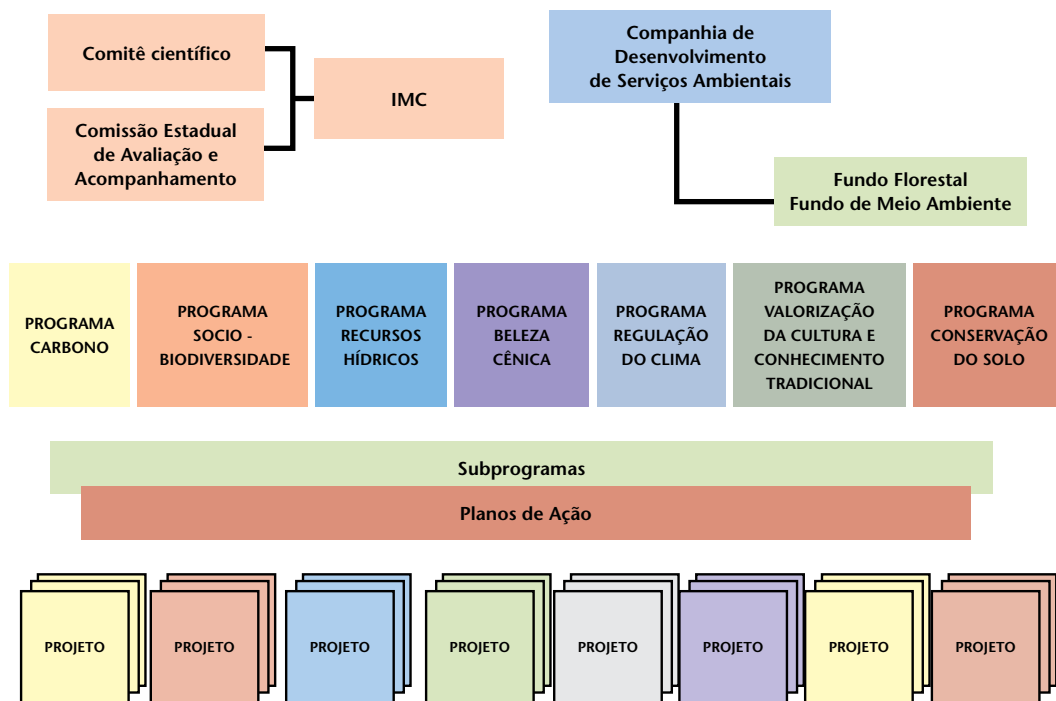 Comitê científico
Comissão Estadual
de Avaliação e
Acompanhamento
IMC
Companhia de
Desenvolvimento
de Serviços Ambientais
Fundo Florestal
Fundo de Meio Ambiente
PROGRAMA
CARBONO
PROGRAMA
SOCIO -
BIODIVERSIDADE
PROGRAMA
RECURSOS
HÍDRICOS
PROGRAMA
BELEZA
CÊNICA
PROGRAMA
REGULAÇÃO
DO CLIMA
PROGRAMA
VALORIZAÇÃO
DA CULTURA E
CONHECIMENTO
TRADICIONAL
PROGRAMA
CONSERVAÇÃO
DO SOLO
Subprogramas
Planos de Ação
PROJETO
PROJETO
PROJETO
PROJETO
PROJETO
PROJETO
PROJETO
PROJETO